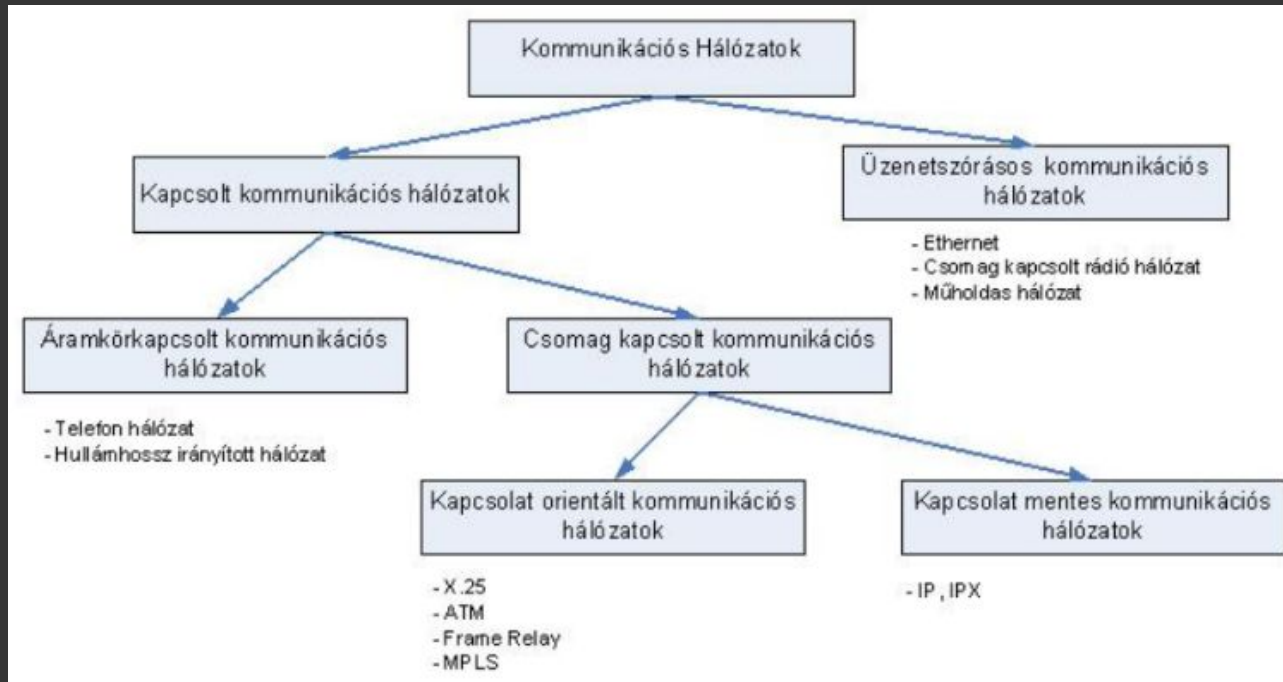 Kommunikációs Hálózatok
Kapcsolt kommunikációs hálózatok
Üzenetszórásos kommunikációs
hálózatok
- Ethernet
- Csomag kapcsolt rádió hálózat
- Műholdas hálózat
Áramkörkapcsolt kommunikációs
hálózatok
- Telefon hálózat
- Hullámhossz irányított hálózat
Csomag kapcsolt kommunikációs
hálózatok
Kapcsolat orientált kommunikációs
hálózatok
- X.25
- ATM
- Frame Relay
- MPLS
Kapcsolat mentes kommunikációs
hálózatok
- IP , IPX